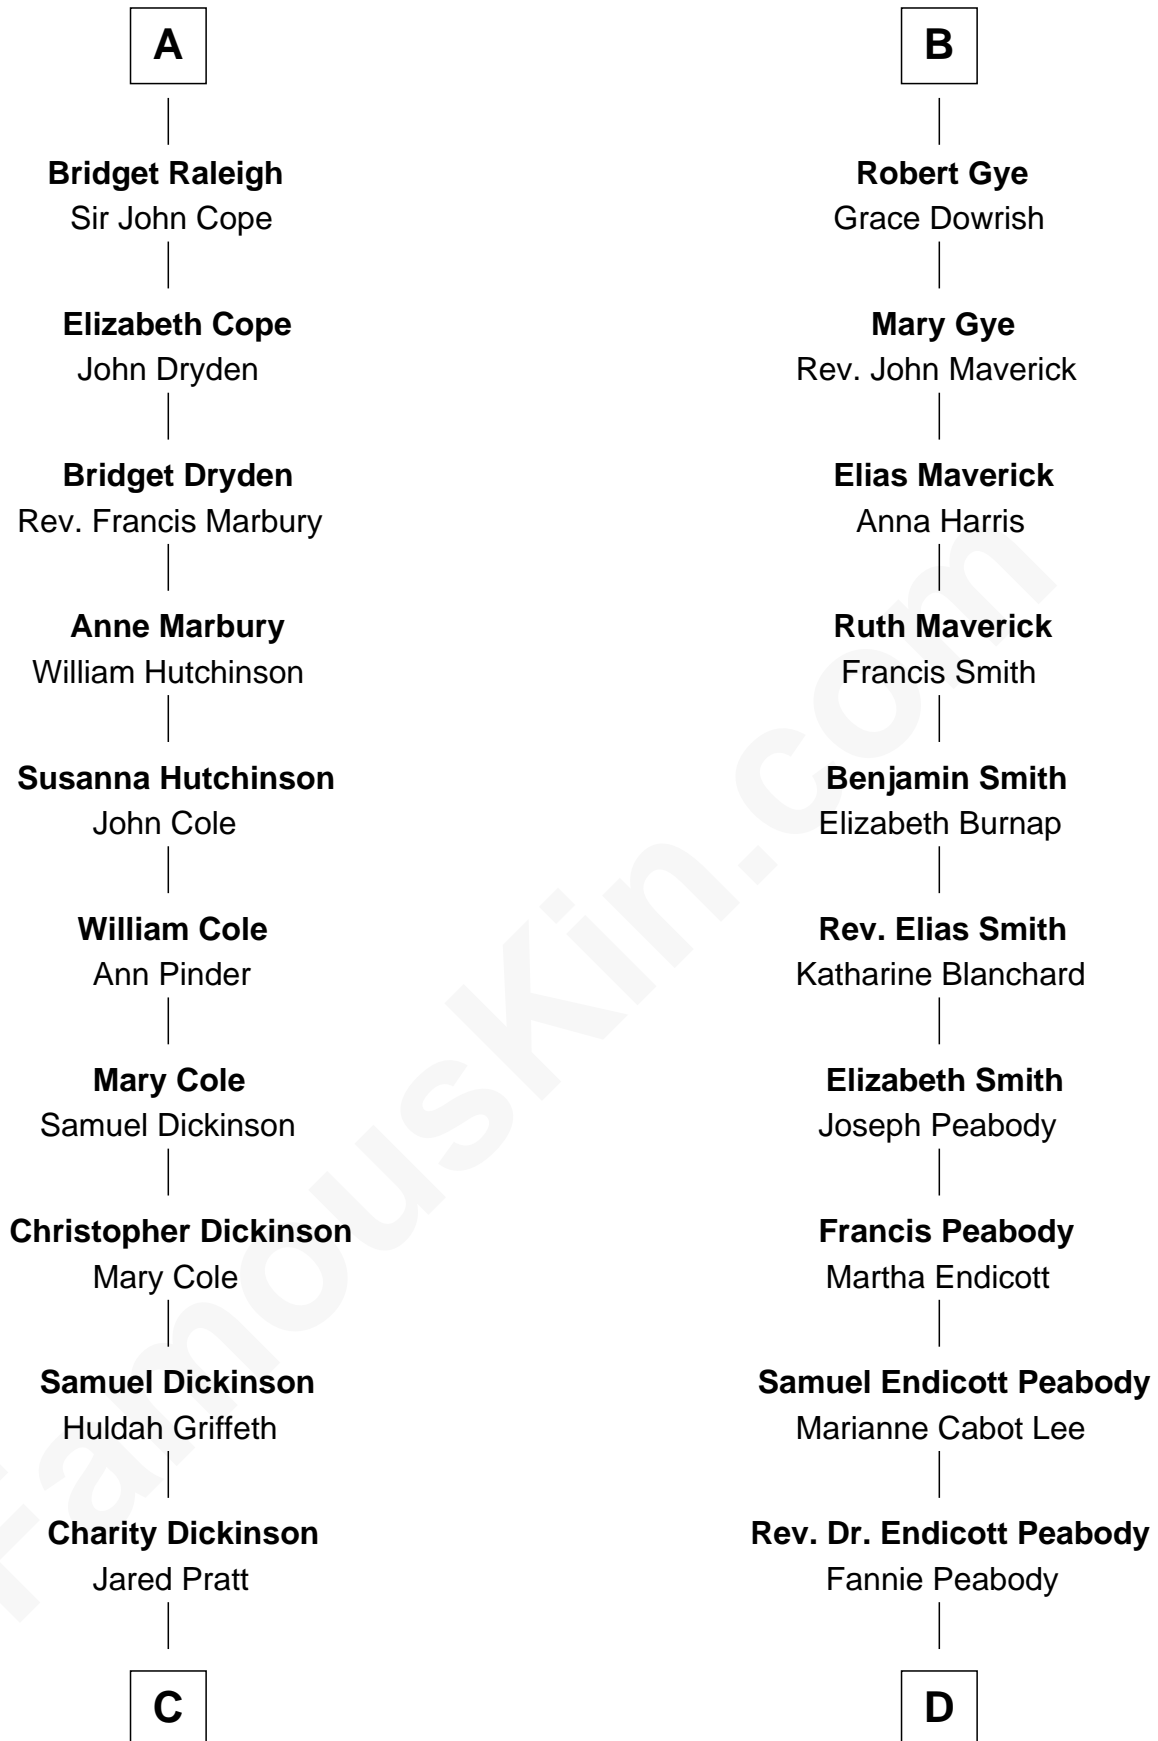 A
Bridget Raleigh
Sir John Cope
Elizabeth Cope
John Dryden
Bridget Dryden
Rev. Francis Marbury
Anne Marbury
William Hutchinson
Susanna Hutchinson
John Cole
William Cole
Ann Pinder
Mary Cole
Samuel Dickinson
Christopher Dickinson
Mary Cole
Samuel Dickinson
Huldah Griffeth
Charity Dickinson
Jared Pratt
C
B
Robert Gye
Grace Dowrish
Mary Gye
Rev. John Maverick
Elias Maverick
Anna Harris
Ruth Maverick
Francis Smith
Benjamin Smith
Elizabeth Burnap
Rev. Elias Smith
Katharine Blanchard
Elizabeth Smith
Joseph Peabody
Francis Peabody
Martha Endicott
Samuel Endicott Peabody
Marianne Cabot Lee
Rev. Dr. Endicott Peabody
Fannie Peabody
D
FamousKin.com